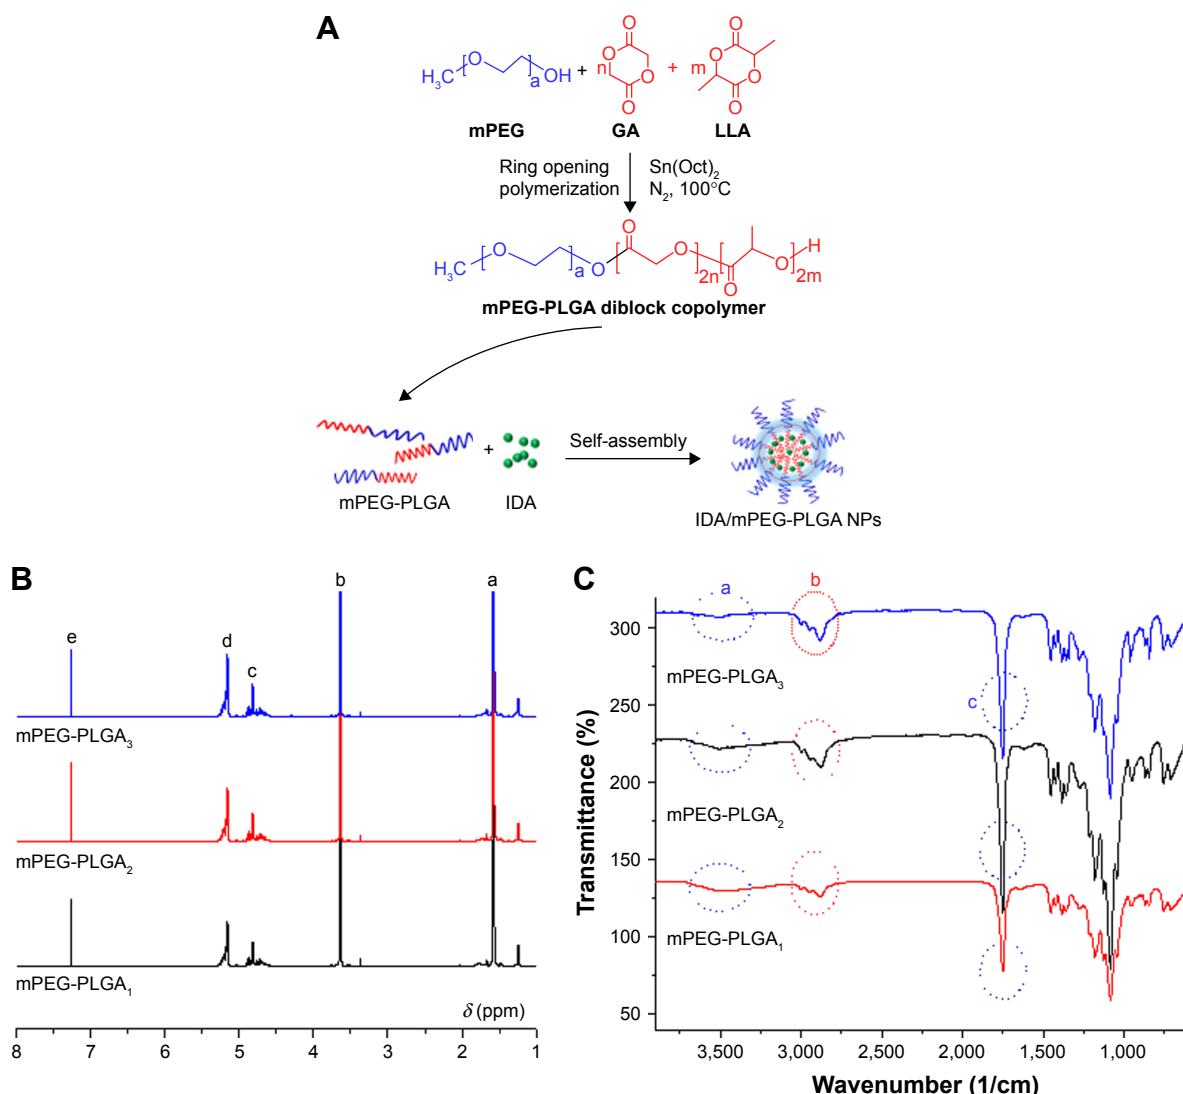 A
H₃C [ O ]a OH + n O O O O + m O O O O
mPEG GA LLA
Ring opening polymerization
Sn(Oct)₂
N₂, 100°C
H₃C [ O ]a O [ O O ]2n [ O O ]2m H
mPEG-PLGA diblock copolymer
+ Self-assembly
mPEG-PLGA IDA IDA/mPEG-PLGA NPs
B
e d c b a
mPEG-PLGA₃
mPEG-PLGA₂
mPEG-PLGA₁
δ (ppm)
8 7 6 5 4 3 2 1
C
a b
c
mPEG-PLGA₃
mPEG-PLGA₂
mPEG-PLGA₁
Transmittance (%)
300
250
200
150
100
50
3,500 3,000 2,500 2,000 1,500 1,000
Wavenumber (1/cm)